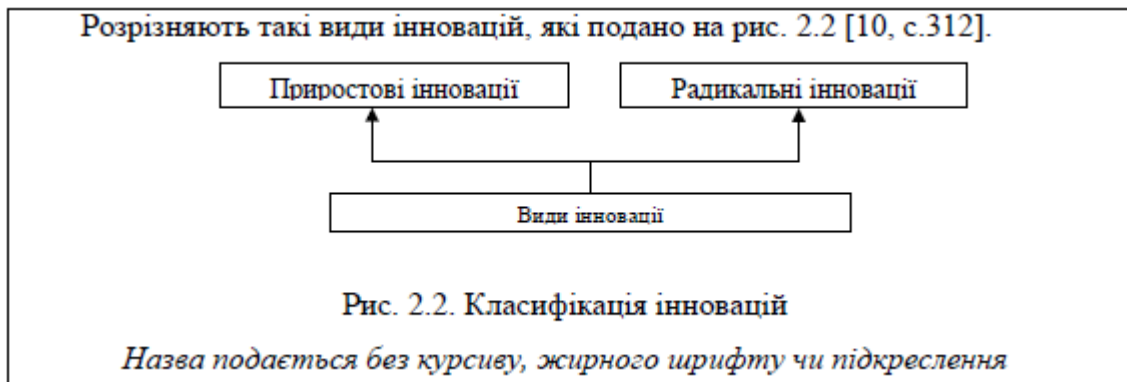 Розрізняють такі види інновацій, які подано на рис. 2.2 [10, с.312].
Приростові інновації
Радикальні інновації
Види інновації
Рис. 2.2. Класифікація інновацій
Назва подається без курсиву, жирного шрифту чи підкреслення